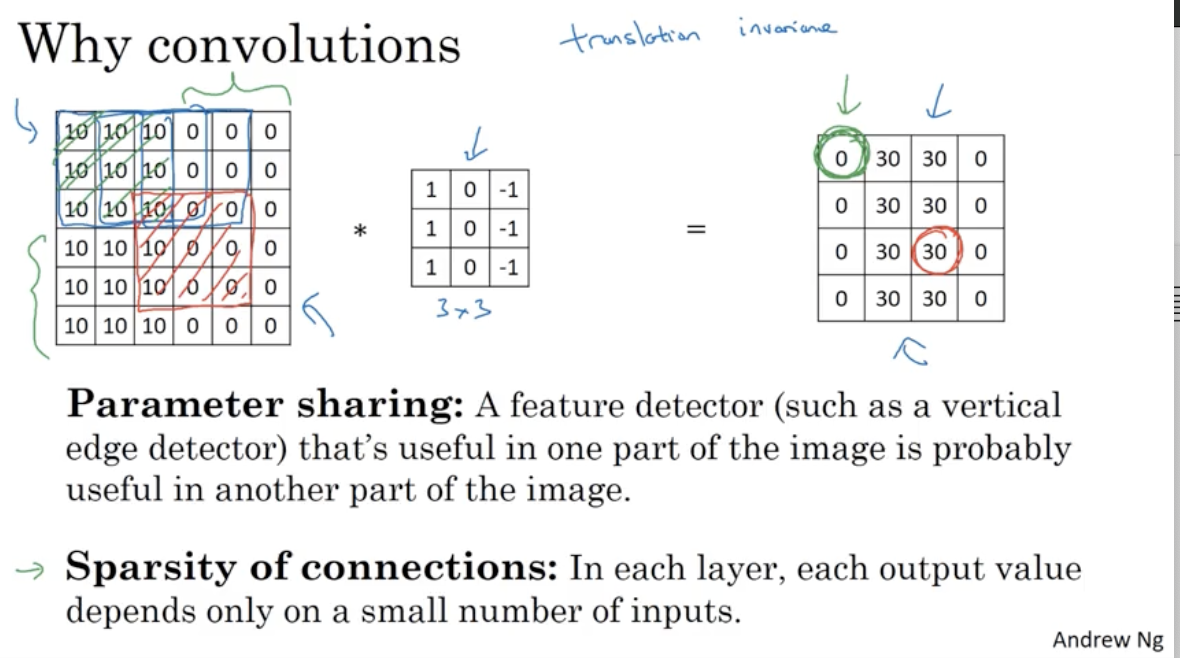 Why convolutions
translation invariance
10 10 10 0 0 0
10 10 10 0 0 0
10 10 10 0 0 0
10 10 10 0 0 0
10 10 10 0 0 0
10 10 10 0 0 0
*
1 0 -1
1 0 -1
1 0 -1
3x3
=
0 30 30 0
0 30 30 0
0 30 30 0
0 30 30 0
Parameter sharing: A feature detector (such as a vertical
edge detector) that's useful in one part of the image is probably
useful in another part of the image.
→ Sparsity of connections: In each layer, each output value
depends only on a small number of inputs.
Andrew Ng